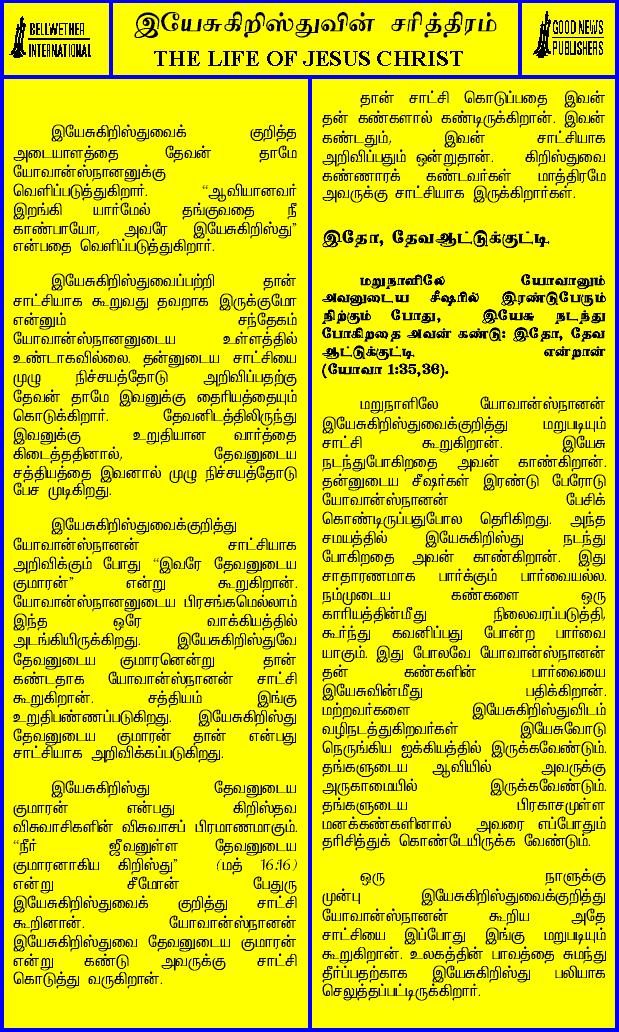 BELLWETHER
INTERNATIONAL
இயேசுகிறிஸ்துவின் சரித்திரம்
THE LIFE OF JESUS CHRIST
GOOD NEWS
PUBLISHERS
இயேசுகிறிஸ்துவைக் குறித்த
அடையாளத்தை தேவன் தாமே
யோவான்ஸ்நானனுக்கு
வெளிப்படுத்துகிறார். “ஆவியானவர்
இறங்கி யார்மேல் தங்குவதை நீ
காண்பாயோ, அவரே இயேசுகிறிஸ்து”
என்பதை வெளிப்படுத்துகிறார்.
இயேசுகிறிஸ்துவைப்பற்றி தான்
சாட்சியாக கூறுவது தவறாக இருக்குமோ
என்னும் சந்தேகம்
யோவான்ஸ்நானனுடைய உள்ளத்தில்
உண்டாகவில்லை. தன்னுடைய சாட்சியை
முழு நிச்சயத்தோடு அறிவிப்பதற்கு
தேவன் தாமே இவனுக்கு தைரியத்தையும்
கொடுக்கிறார். தேவனிடத்திலிருந்து
இவனுக்கு உறுதியான வார்த்தை
கிடைத்ததினால், தேவனுடைய
சத்தியத்தை இவனால் முழு நிச்சயத்தோடு
பேச முடிகிறது.
இயேசுகிறிஸ்துவைக்குறித்து
யோவான்ஸ்நானன் சாட்சியாக
அறிவிக்கும் போது “இவரே தேவனுடைய
குமாரன்” என்று கூறுகிறான்.
யோவான்ஸ்நானனுடைய பிரசங்கமெல்லாம்
இந்த ஒரே வாக்கியத்தில்
அடங்கியிருக்கிறது. இயேசுகிறிஸ்துவே
தேவனுடைய குமாரனென்று தான்
கண்டதாக யோவான்ஸ்நானன் சாட்சி
கூறுகிறான். சத்தியம் இங்கு
உறுதிபண்ணப்படுகிறது. இயேசுகிறிஸ்து
தேவனுடைய குமாரன் தான் என்பது
சாட்சியாக அறிவிக்கப்படுகிறது.
இயேசுகிறிஸ்து தேவனுடைய
குமாரன் என்பது கிறிஸ்தவ
விசுவாசிகளின் விசுவாசப் பிரமாணமாகும்.
“நீர் ஜீவனுள்ள தேவனுடைய
குமாரனாகிய கிறிஸ்து” (மத் 16:16)
என்று சீமோன் பேதுரு
இயேசுகிறிஸ்துவைக் குறித்து சாட்சி
கூறினான். யோவான்ஸ்நானன்
இயேசுகிறிஸ்துவை தேவனுடைய குமாரன்
என்று கண்டு அவருக்கு சாட்சி
கொடுத்து வருகிறான்.
தான் சாட்சி கொடுப்பதை இவன்
தன் கண்களால் கண்டிருக்கிறான். இவன்
கண்டதும், இவன் சாட்சியாக
அறிவிப்பதும் ஒன்றுதான். கிறிஸ்துவை
கண்ணாரக் கண்டவர்கள் மாத்திரமே
அவருக்கு சாட்சியாக இருக்கிறார்கள்.
இதோ, தேவஆட்டுக்குட்டி.
மறுநாளிலே யோவானும்
அவனுடைய சீஷரில் இரண்டுபேரும்
நிற்கும் போது, இயேசு நடந்து
போகிறதை அவன் கண்டு: இதோ, தேவ
ஆட்டுக்குட்டி என்றான்
(யோவா 1:35,36).
மறுநாளிலே யோவான்ஸ்நானன்
இயேசுகிறிஸ்துவைக்குறித்து மறுபடியும்
சாட்சி கூறுகிறான். இயேசு
நடந்துபோகிறதை அவன் காண்கிறான்.
தன்னுடைய சீஷர்கள் இரண்டு பேரோடு
யோவான்ஸ்நானன் பேசிக்
கொண்டிருப்பதுபோல தெரிகிறது. அந்த
சமயத்தில் இயேசுகிறிஸ்து நடந்து
போகிறதை அவன் காண்கிறான். இது
சாதாரணமாக பார்க்கும் பார்வையல்ல.
நம்முடைய கண்களை ஒரு
காரியத்தின்மீது நிலைவரப்படுத்தி,
கூர்ந்து கவனிப்பது போன்ற பார்வை
யாகும். இது போலவே யோவான்ஸ்நானன்
தன் கண்களின் பார்வையை
இயேசுவின்மீது பதிக்கிறான்.
மற்றவர்களை இயேசுகிறிஸ்துவிடம்
வழிநடத்துகிறவர்கள் இயேசுவோடு
நெருங்கிய ஐக்கியத்தில் இருக்கவேண்டும்.
தங்களுடைய ஆவியில் அவருக்கு
அருகாமையில் இருக்கவேண்டும்.
தங்களுடைய பிரகாசமுள்ள
மனக்கண்களினால் அவரை எப்போதும்
தரிசித்துக் கொண்டேயிருக்க வேண்டும்.
ஒரு நாளுக்கு
முன்பு இயேசுகிறிஸ்துவைக்குறித்து
யோவான்ஸ்நானன் கூறிய அதே
சாட்சியை இப்போது இங்கு மறுபடியும்
கூறுகிறான். உலகத்தின் பாவத்தை சுமந்து
தீர்ப்பதற்காக இயேசுகிறிஸ்து பலியாக
செலுத்தப்பட்டிருக்கிறார்.